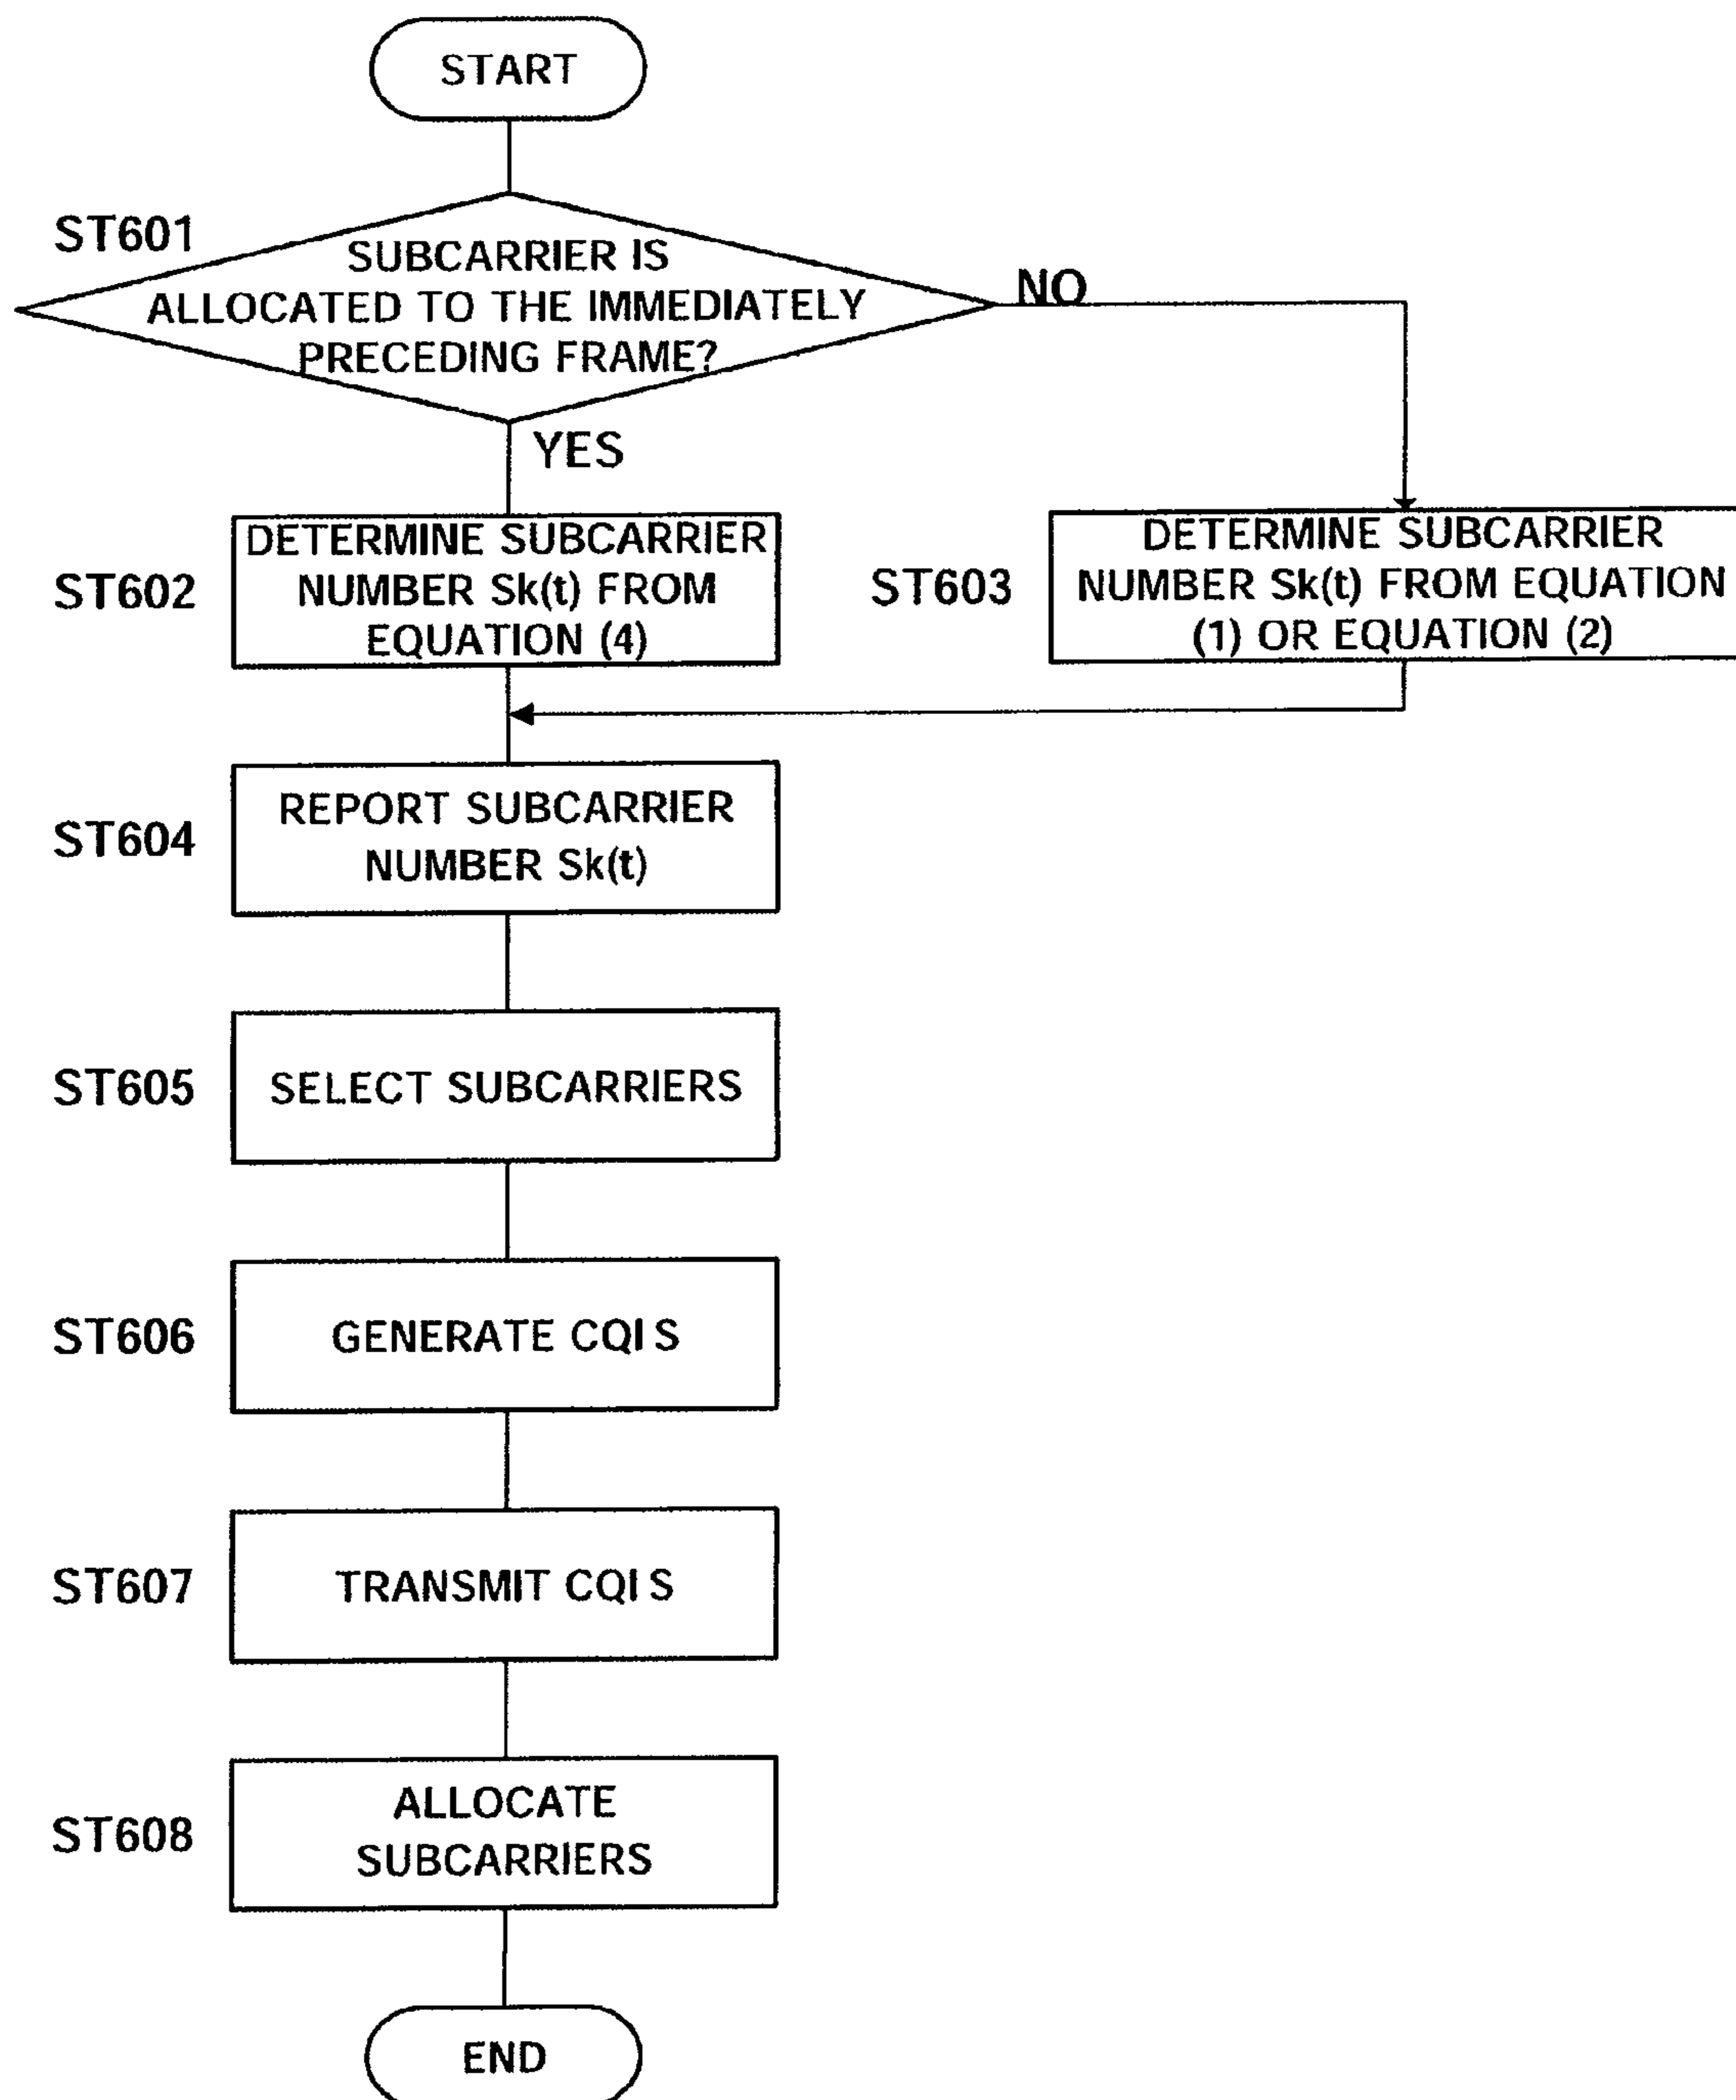 START
ST601
SUBCARRIER IS
ALLOCATED TO THE IMMEDIATELY
PRECEDING FRAME?
NO
YES
ST602
DETERMINE SUBCARRIER
NUMBER Sk(t) FROM
EQUATION (4)
ST603
DETERMINE SUBCARRIER
NUMBER Sk(t) FROM EQUATION
(1) OR EQUATION (2)
ST604
REPORT SUBCARRIER
NUMBER Sk(t)
ST605
SELECT SUBCARRIERS
ST606
GENERATE CQI S
ST607
TRANSMIT CQI S
ST608
ALLOCATE
SUBCARRIERS
END